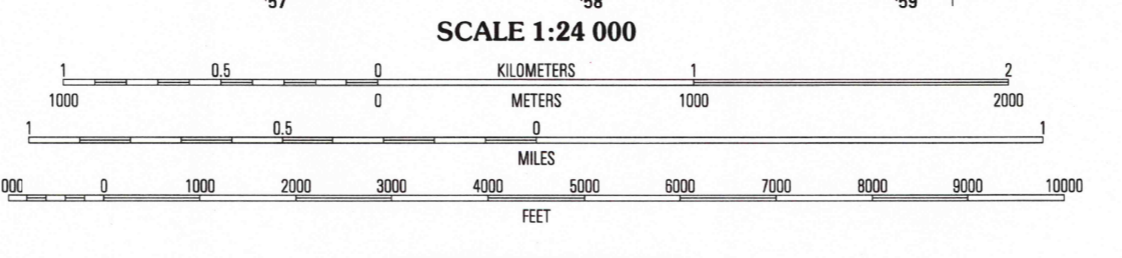 57 58 59
SCALE 1:24 000
1 0.5 0 KILOMETERS 1 2
1000 0 METERS 1000 2000
1 0.5 0 1
MILES
000 0 1000 2000 3000 4000 5000 6000 7000 8000 9000 10000
FEET